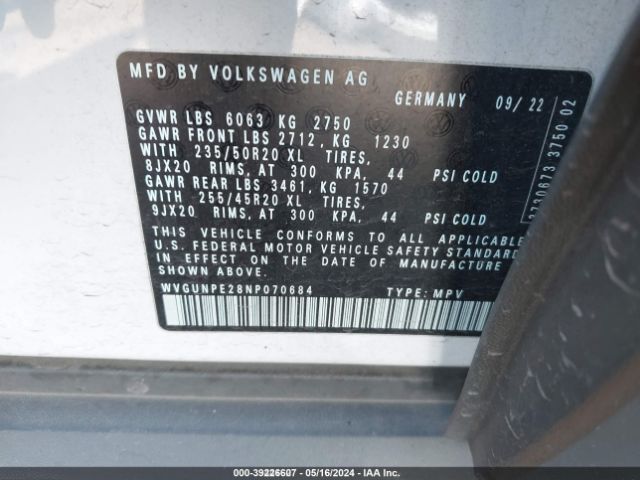 MFD BY VOLKSWAGEN AG
GERMANY 09/22
GVWR LBS 6063 KG 2750
GAWR FRONT LBS 2712, KG 1230
WITH 235/50R20 XL TIRES,
8JX20 RIMS, AT 300 KPA, 44 PSI COLD
GAWR REAR LBS 3461, KG 1570
WITH 255/45R20 XL TIRES,
9JX20 RIMS, AT 300 KPA, 44 PSI COLD
THIS VEHICLE CONFORMS TO ALL APPLICABLE
U.S. FEDERAL MOTOR VEHICLE SAFETY STANDARD
IN EFFECT ON THE DATE OF MANUFACTURE
SHOWN ABOVE
WVGUNPE28NP070684 TYPE: MPV
3750 02
000-39226607 - 05/16/2024 - IAA Inc.